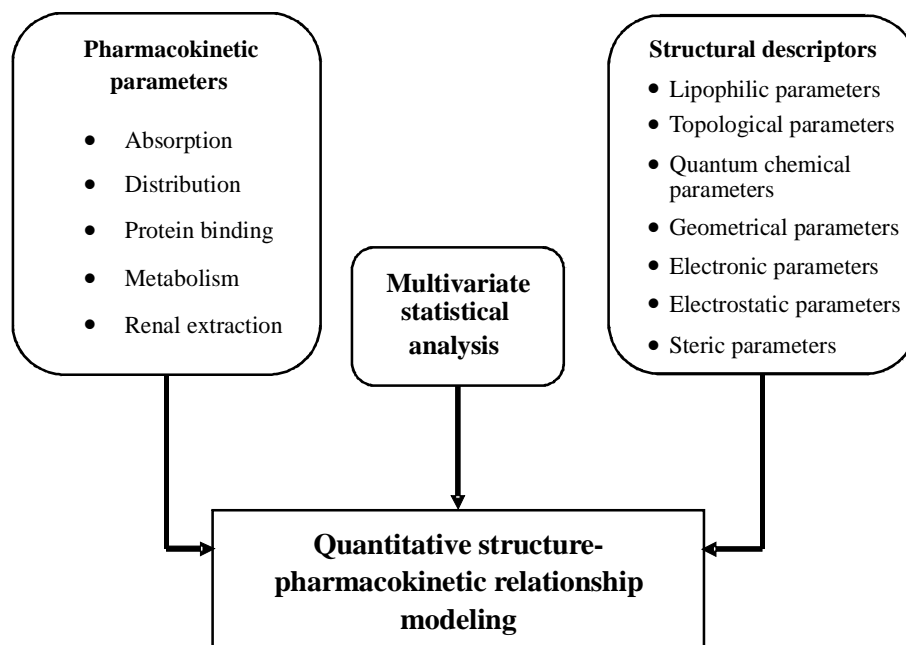 Pharmacokinetic
parameters
• Absorption
• Distribution
• Protein binding
• Metabolism
• Renal extraction
Multivariate
statistical
analysis
Structural descriptors
• Lipophilic parameters
• Topological parameters
• Quantum chemical
parameters
• Geometrical parameters
• Electronic parameters
• Electrostatic parameters
• Steric parameters
Quantitative structure-
pharmacokinetic relationship
modeling